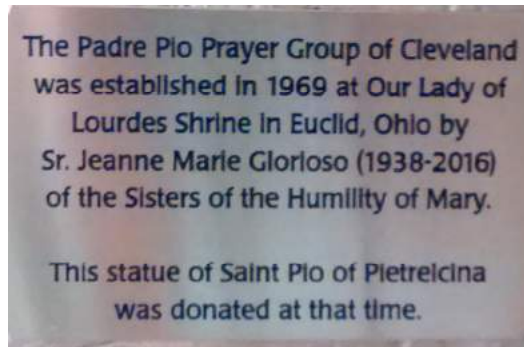 The Padre Pio Prayer Group of Cleveland
was established in 1969 at Our Lady of
Lourdes Shrine in Euclid, Ohio by
Sr. Jeanne Marie Glorioso (1938-2016)
of the Sisters of the Humility of Mary.
This statue of Saint Pio of Pietrelcina
was donated at that time.